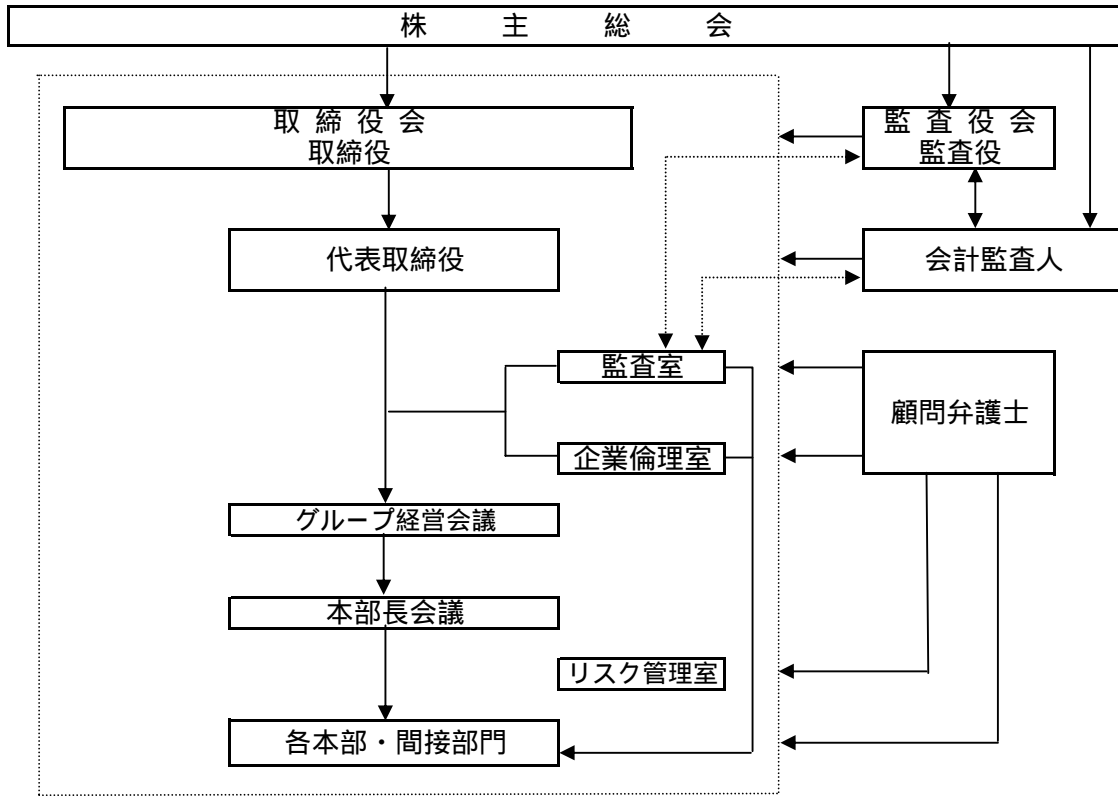 株主総会
取締役会
取締役
監査役会
監査役
代表取締役
会計監査人
監査室
顧問弁護士
企業倫理室
グループ経営会議
本部長会議
リスク管理室
各本部・間接部門